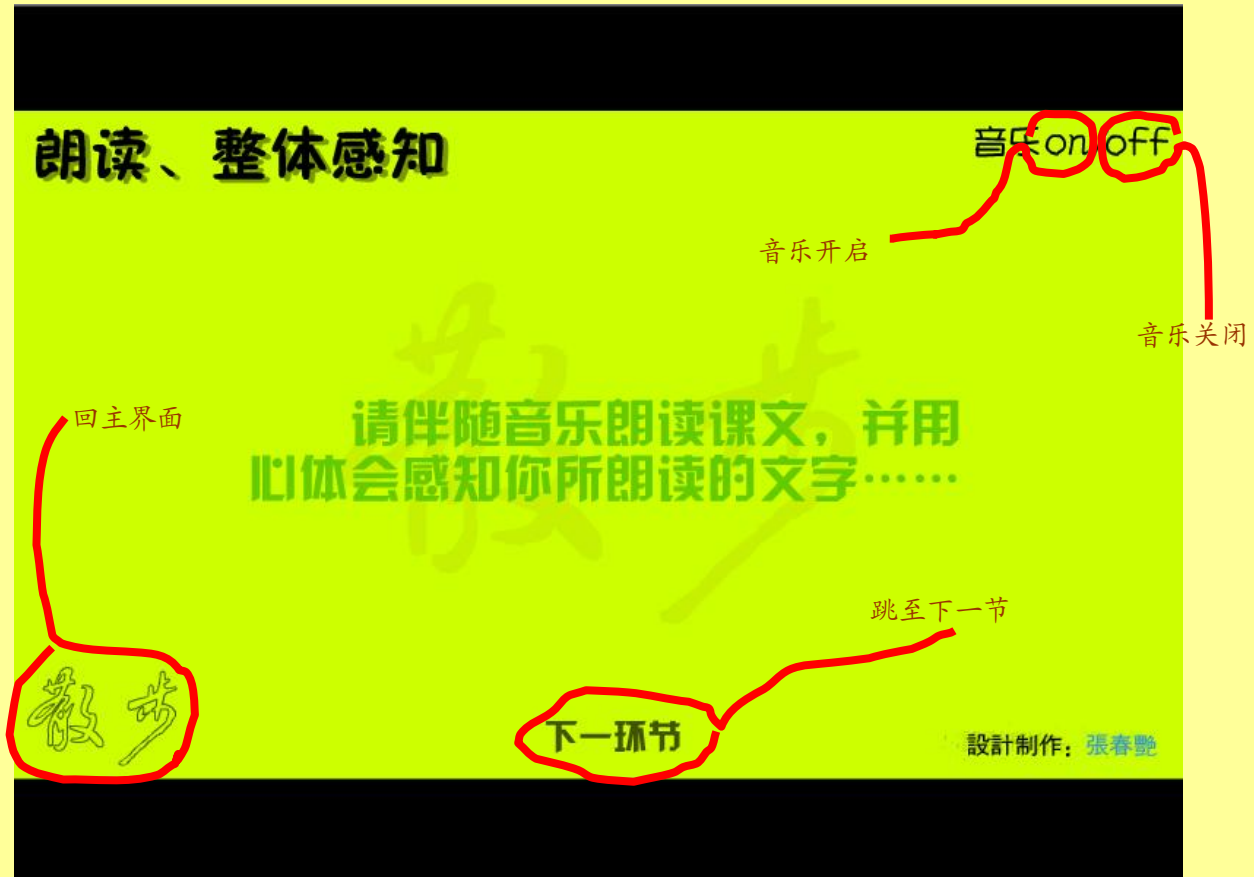 朗读、整体感知
音乐on/off
音乐开启
音乐关闭
散步
回主界面
请伴随音乐朗读课文，并用
心体会感知你所朗读的文字……
跳至下一节
散步
下一环节
設計制作：張春艷